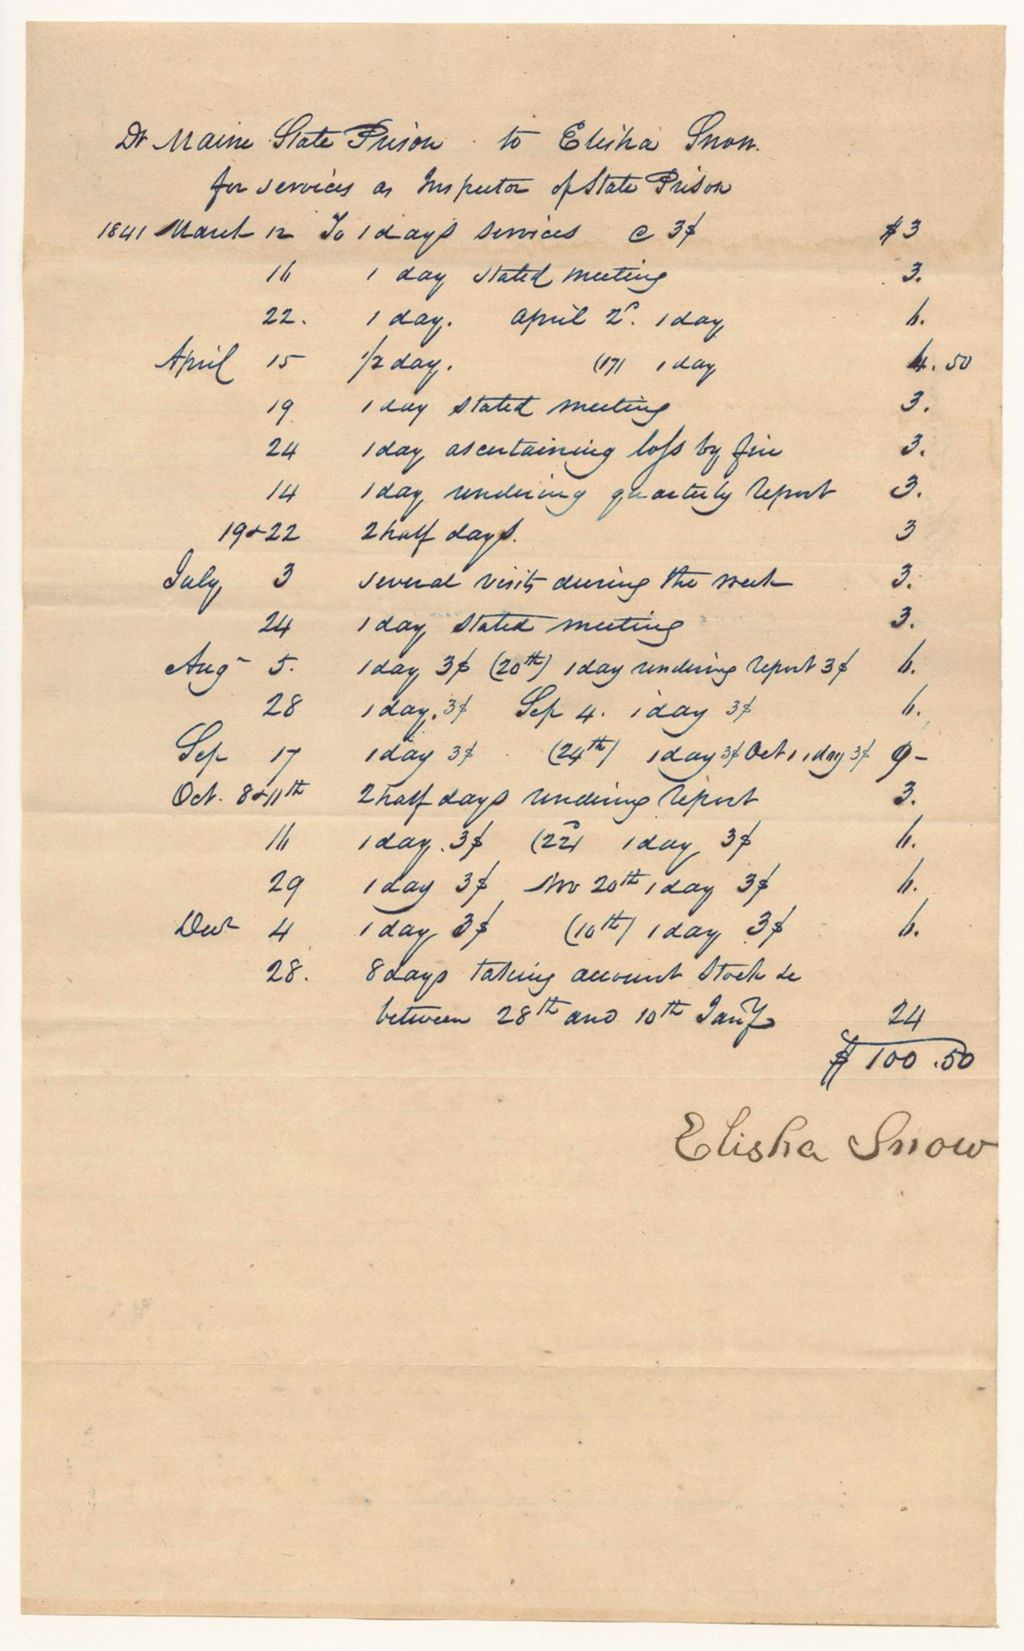 Dr Maine State Prison to Elisha Snow.
for services as Inspector of State Prison
1841 March 12 To 1 days services @ 3$ $3
16 1 day stated meeting 3.
22. 1 day. April 2d. 1 day 6.
April 15 1/2 day. (17) 1 day 4.50
19 1 day stated meeting 3.
24 1 day ascertaining loss by fire 3.
14 1 day rendering quarterly report 3.
19 & 22 2 half days. 3
July 3 several visits during the week 3.
24 1 day stated meeting 3.
Aug 5. 1 day 3$ (20th) 1 day rendering report 3$ 6.
28 1 day. 3$ Sep 4. 1 day 3$ 6.
Sep 17 1 day 3$ (24th) 1 day 3$ Oct 1 1 day 3$ 9-
Oct. 8 & 11th 2 half days rendering report 3.
16 1 day. 3$ (22d) 1 day 3$ 6.
29 1 day 3$ Nov 20th 1 day 3$ 6.
Decr 4 1 day 3$ (10th) 1 day 3$ 6.
28. 8 days taking account Stock &c
between 28th and 10th Jany 24
$ 100.50
Elisha Snow